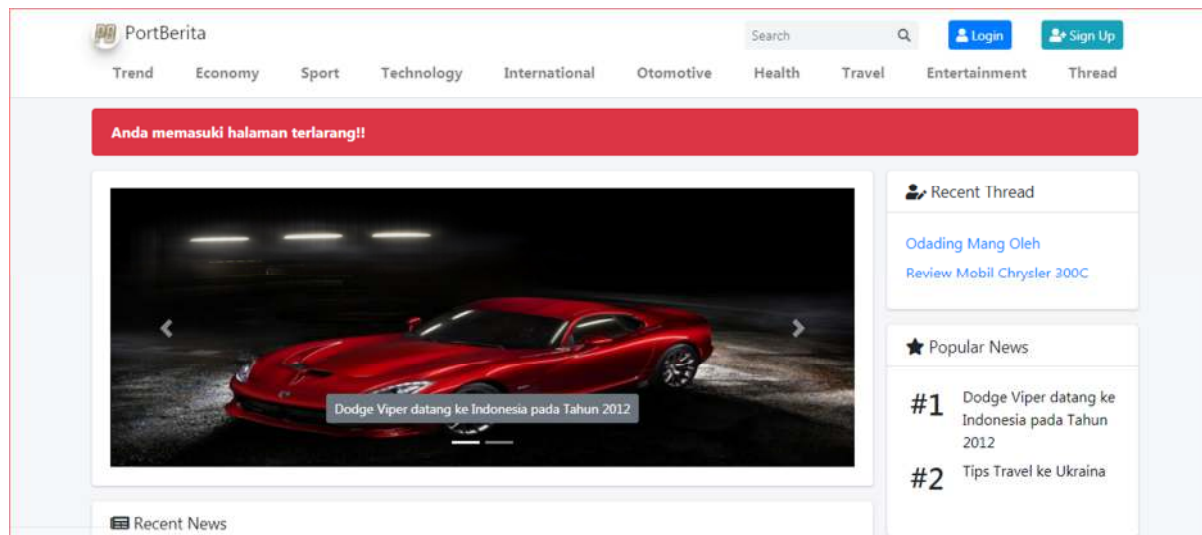 PortBerita
Search
Login
Sign Up
Trend Economy Sport Technology International Otomotive Health Travel Entertainment Thread
Anda memasuki halaman terlarang!!
Dodge Viper datang ke Indonesia pada Tahun 2012
Recent News
Recent Thread
Odading Mang Oleh
Review Mobil Chrysler 300C
Popular News
#1 Dodge Viper datang ke
Indonesia pada Tahun
2012
#2 Tips Travel ke Ukraina